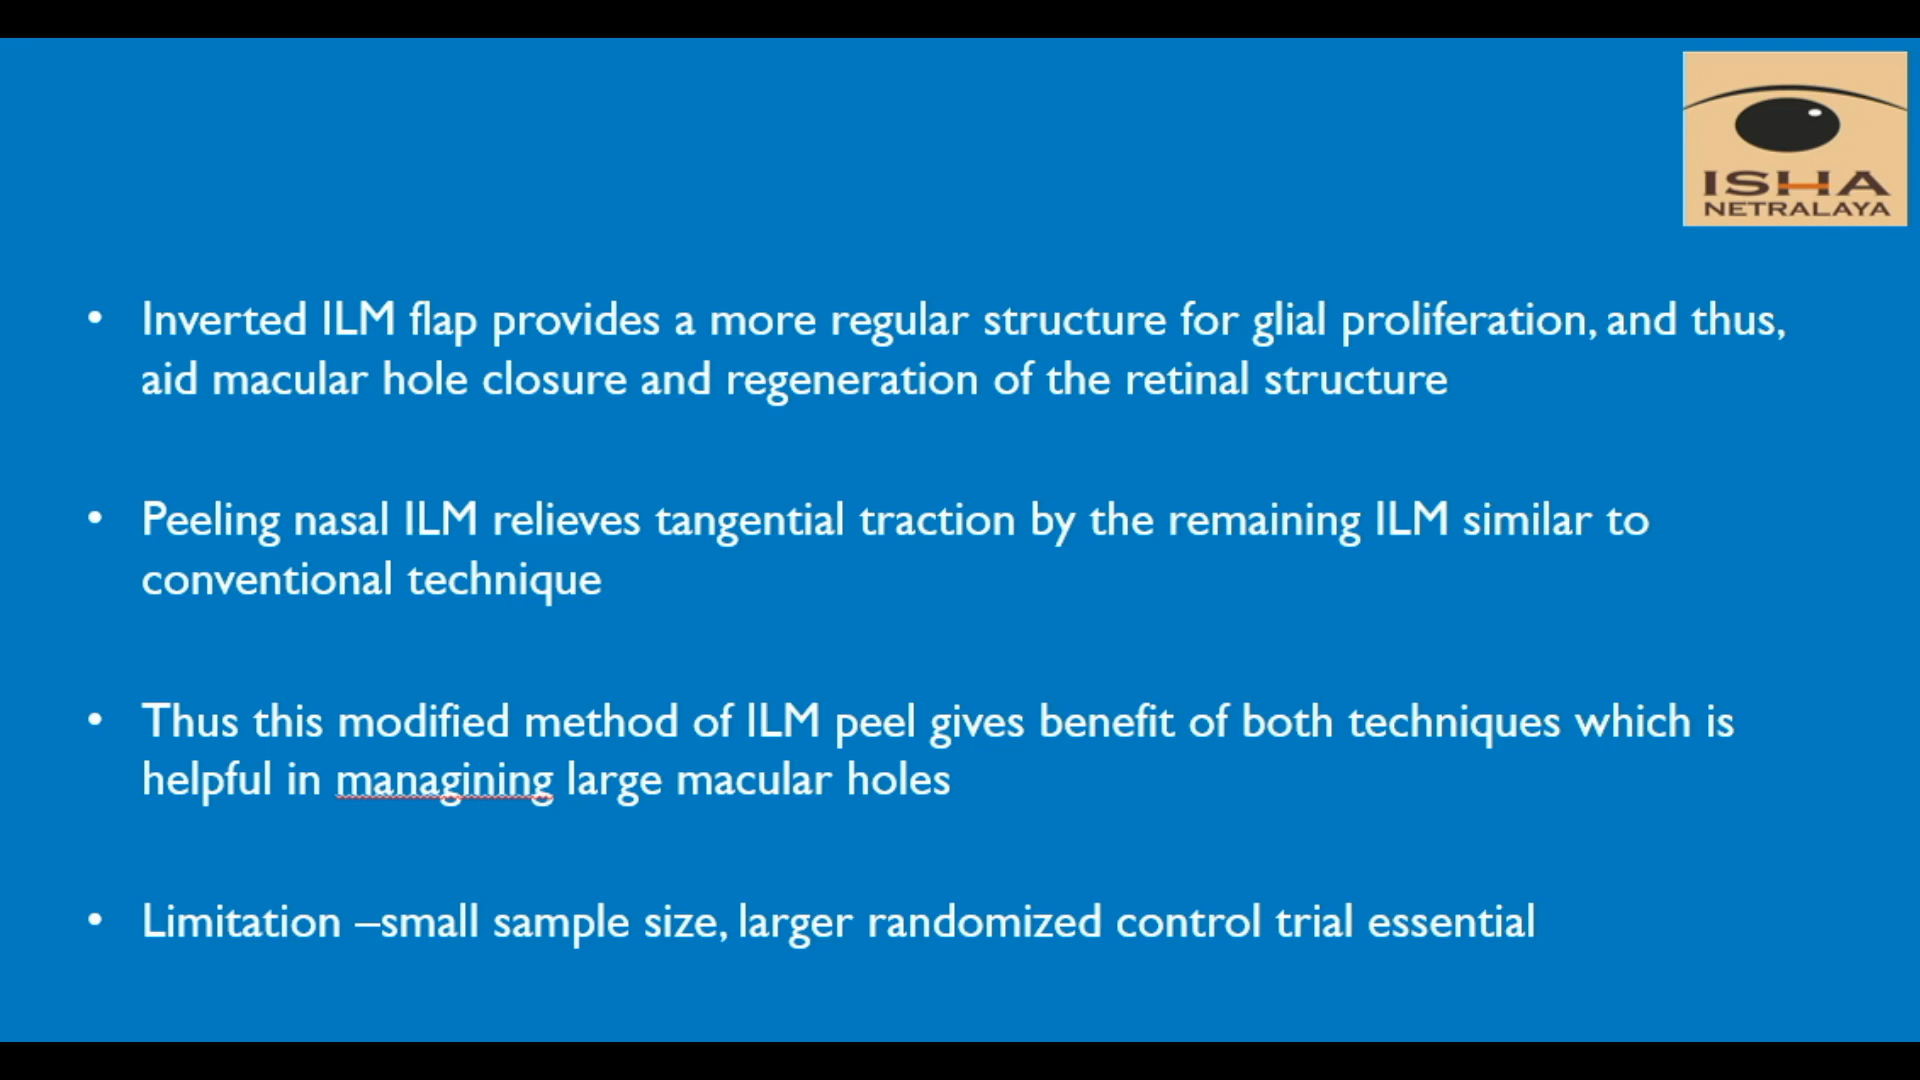 ISHA
NETRALAYA
• Inverted ILM flap provides a more regular structure for glial proliferation, and thus,
aid macular hole closure and regeneration of the retinal structure
• Peeling nasal ILM relieves tangential traction by the remaining ILM similar to
conventional technique
• Thus this modified method of ILM peel gives benefit of both techniques which is
helpful in managining large macular holes
• Limitation –small sample size, larger randomized control trial essential